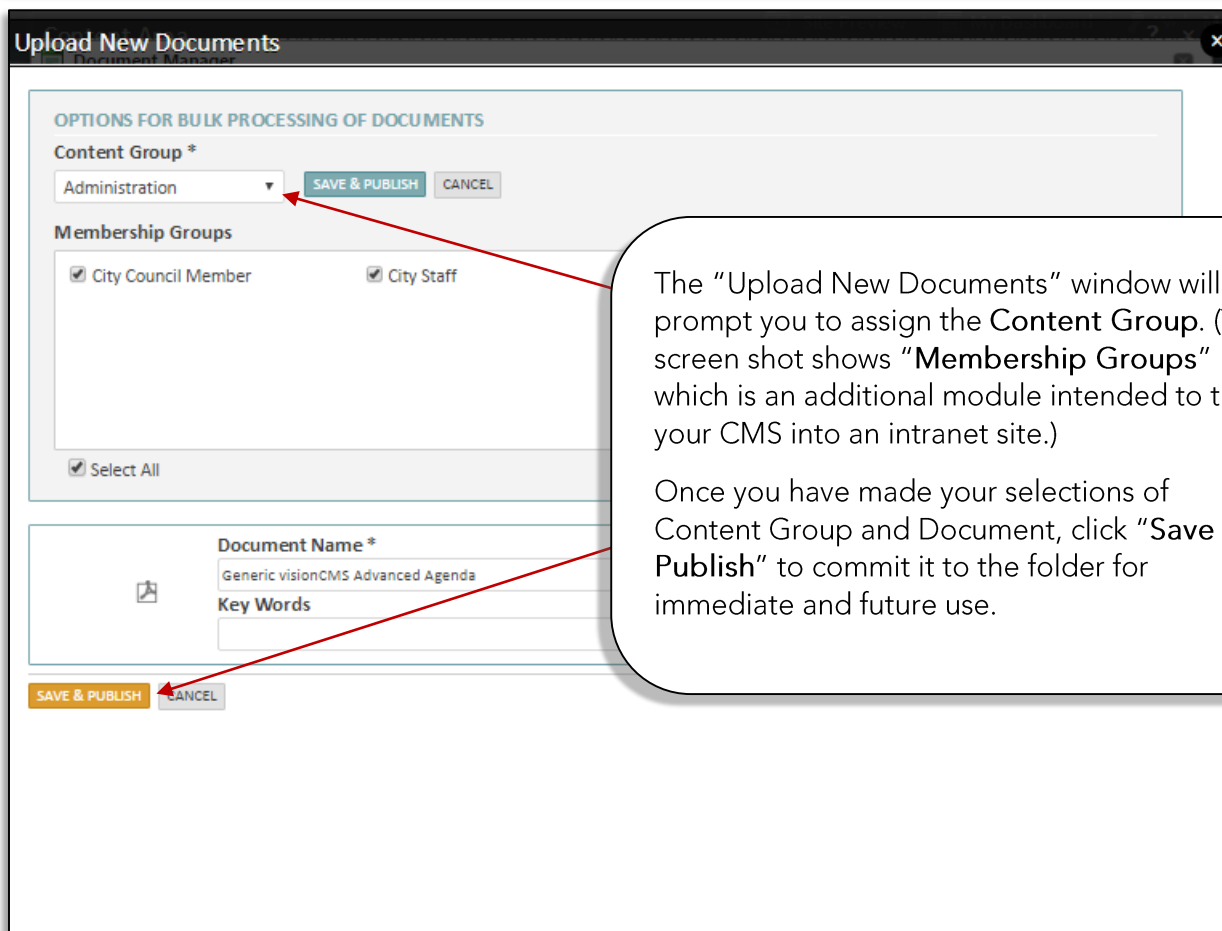 Upload New Documents
Document Manager
OPTIONS FOR BULK PROCESSING OF DOCUMENTS
Content Group *
Administration
SAVE & PUBLISH
CANCEL
Membership Groups
City Council Member
City Staff
Select All
The “Upload New Documents” window will
prompt you to assign the Content Group. (
screen shot shows “Membership Groups”
which is an additional module intended to t
your CMS into an intranet site.)
Once you have made your selections of
Content Group and Document, click “Save
Publish” to commit it to the folder for
immediate and future use.
Document Name *
Generic visionCMS Advanced Agenda
Key Words
SAVE & PUBLISH
CANCEL